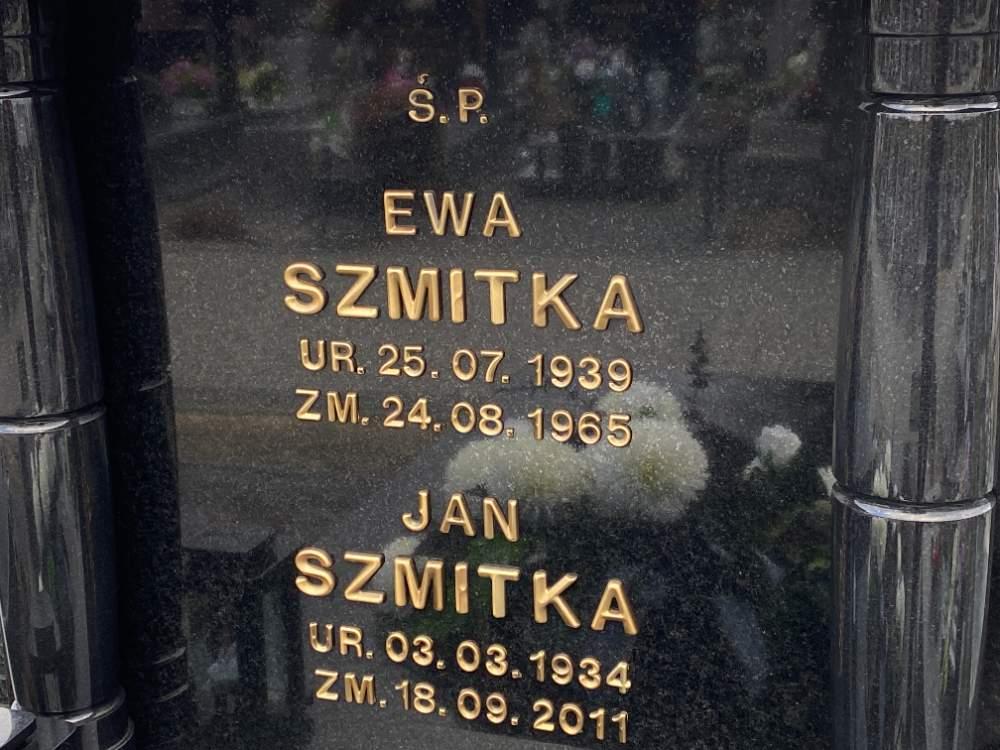 Ś. P.
EWA
SZMITKA
UR. 25. 07. 1939
ZM. 24. 08. 1965
JAN
SZMITKA
UR. 03. 03. 1934
ZM. 18. 09. 2011